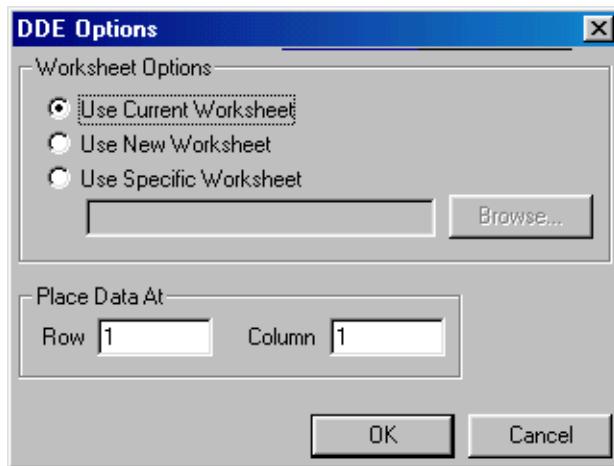 DDE Options
Worksheet Options
Use Current Worksheet
Use New Worksheet
Use Specific Worksheet
Browse...
Place Data At
Row 1 Column 1
OK Cancel